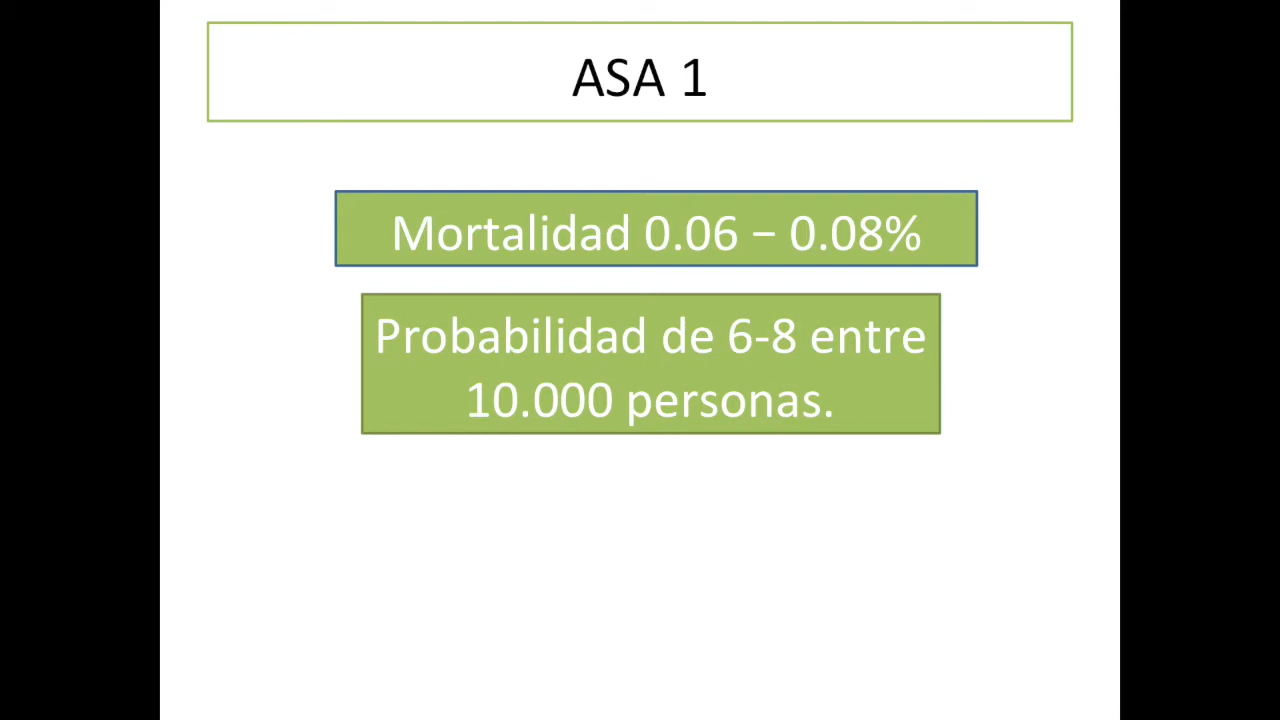 ASA 1
Mortalidad 0.06 – 0.08%
Probabilidad de 6-8 entre
10.000 personas.